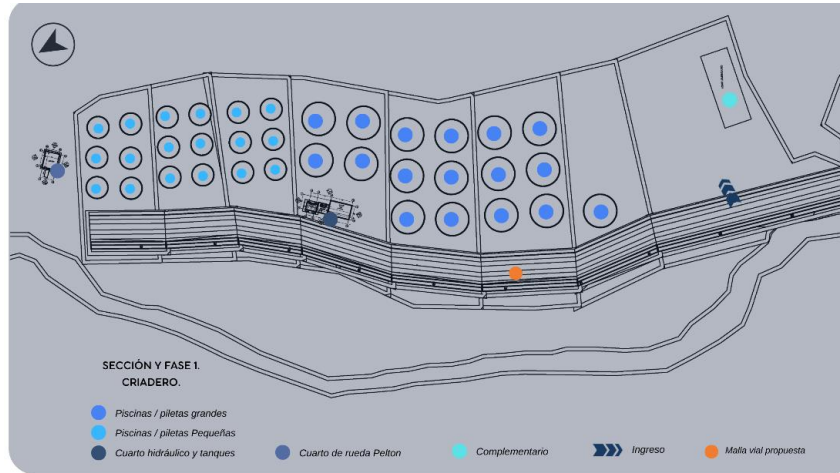 SECCIÓN Y FASE 1.
CRIADERO.
Piscinas / piletas grandes
Piscinas / piletas Pequeñas
Cuarto hidráulico y tanques
Cuarto de rueda Pelton
Complementario
Ingreso
Malla vial propuesta